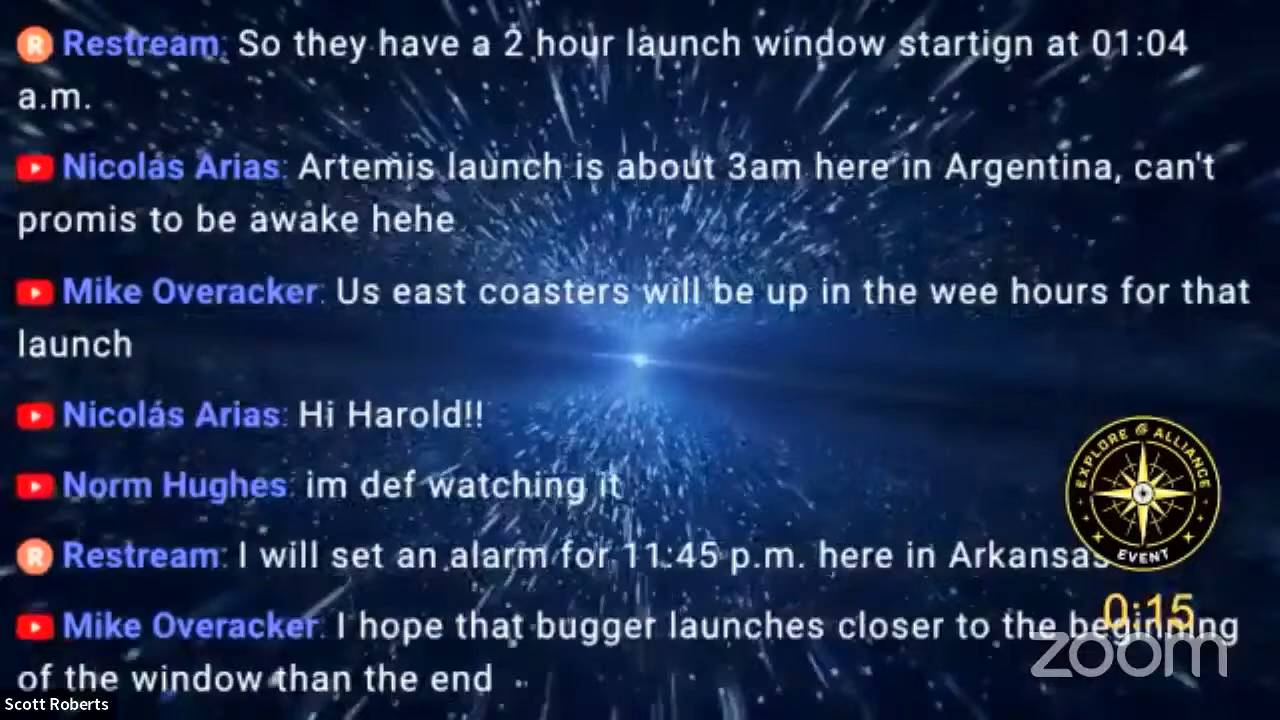 Restream: So they have a 2 hour launch window startign at 01:04
a.m.
Nicolás Arias: Artemis launch is about 3am here in Argentina, can't
promis to be awake hehe
Mike Overacker: Us east coasters will be up in the wee hours for that
launch
Nicolás Arias: Hi Harold!!
Norm Hughes: im def watching it
Restream: I will set an alarm for 11:45 p.m. here in Arkansas
Mike Overacker: I hope that bugger launches closer to the beginning
of the window than the end
EXPLORE @ ALLIANCE
EVENT
0:15
zoom
Scott Roberts